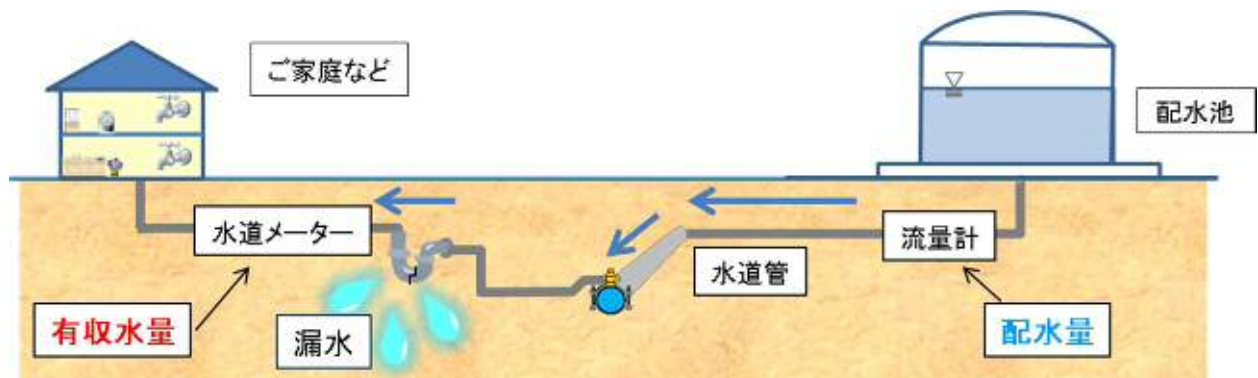 ご家庭など
配水池
水道メーター
流量計
水道管
有収水量
漏水
配水量